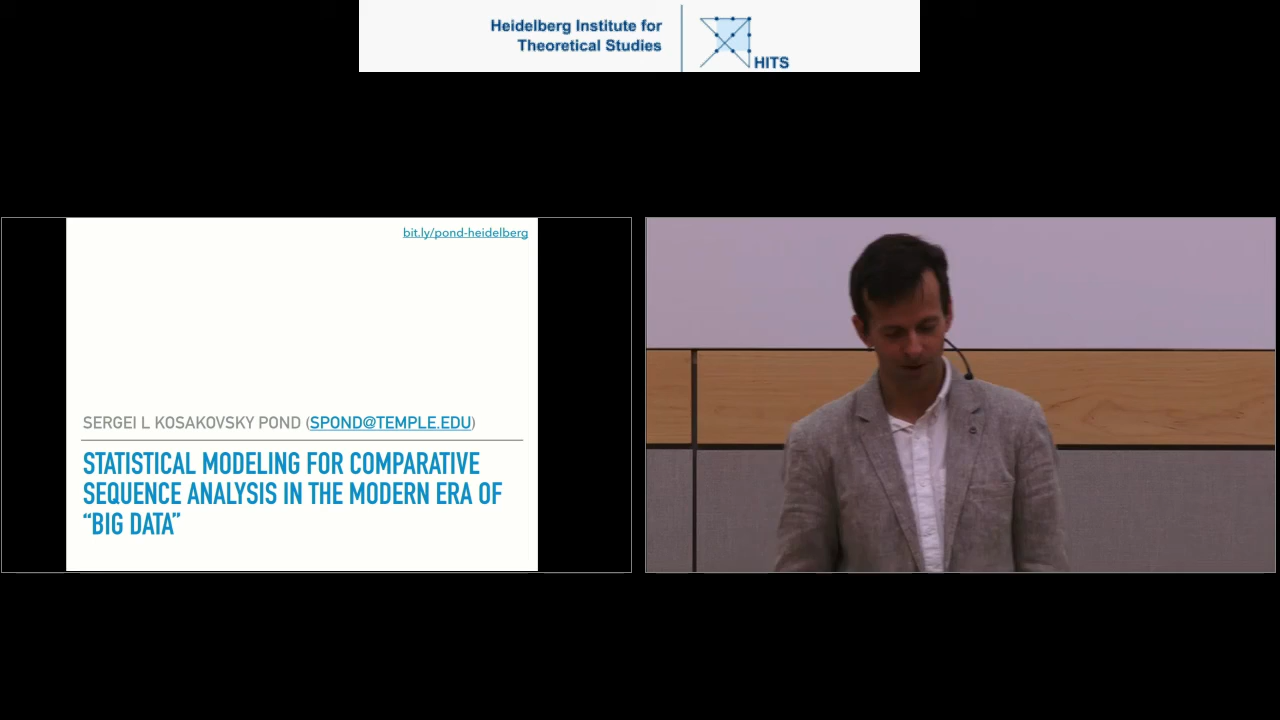 Heidelberg Institute for
Theoretical Studies
HITS
bit.ly/pond-heidelberg
SERGEI L KOSAKOVSKY POND (SPOND@TEMPLE.EDU)
STATISTICAL MODELING FOR COMPARATIVE
SEQUENCE ANALYSIS IN THE MODERN ERA OF
“BIG DATA”